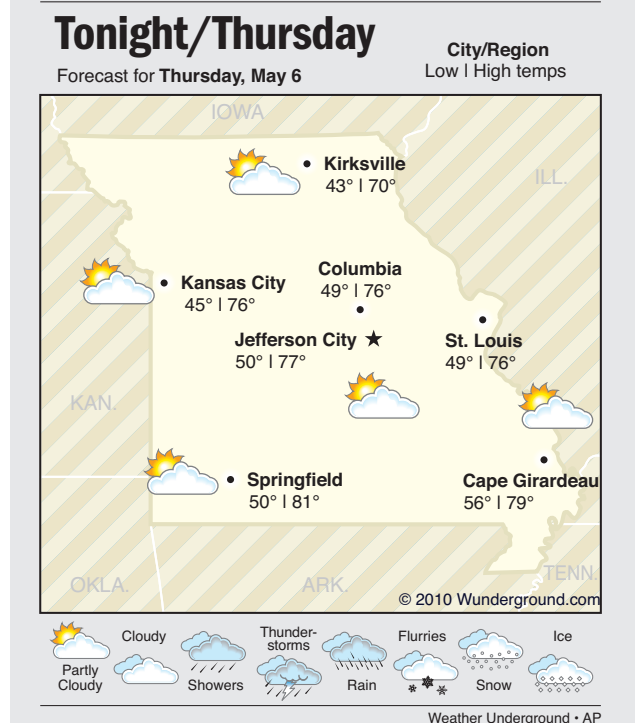 Tonight/Thursday
Forecast for Thursday, May 6
City/Region
Low | High temps
IOWA
ILL.
Kirksville
43° | 70°
Kansas City
45° | 76°
Columbia
49° | 76°
Jefferson City
50° | 77°
St. Louis
49° | 76°
KAN.
Springfield
50° | 81°
Cape Girardeau
56° | 79°
OKLA.
ARK.
TENN.
© 2010 Wunderground.com
Partly
Cloudy
Cloudy
Showers
Thunder-
storms
Rain
Flurries
Snow
Ice
Weather Underground • AP